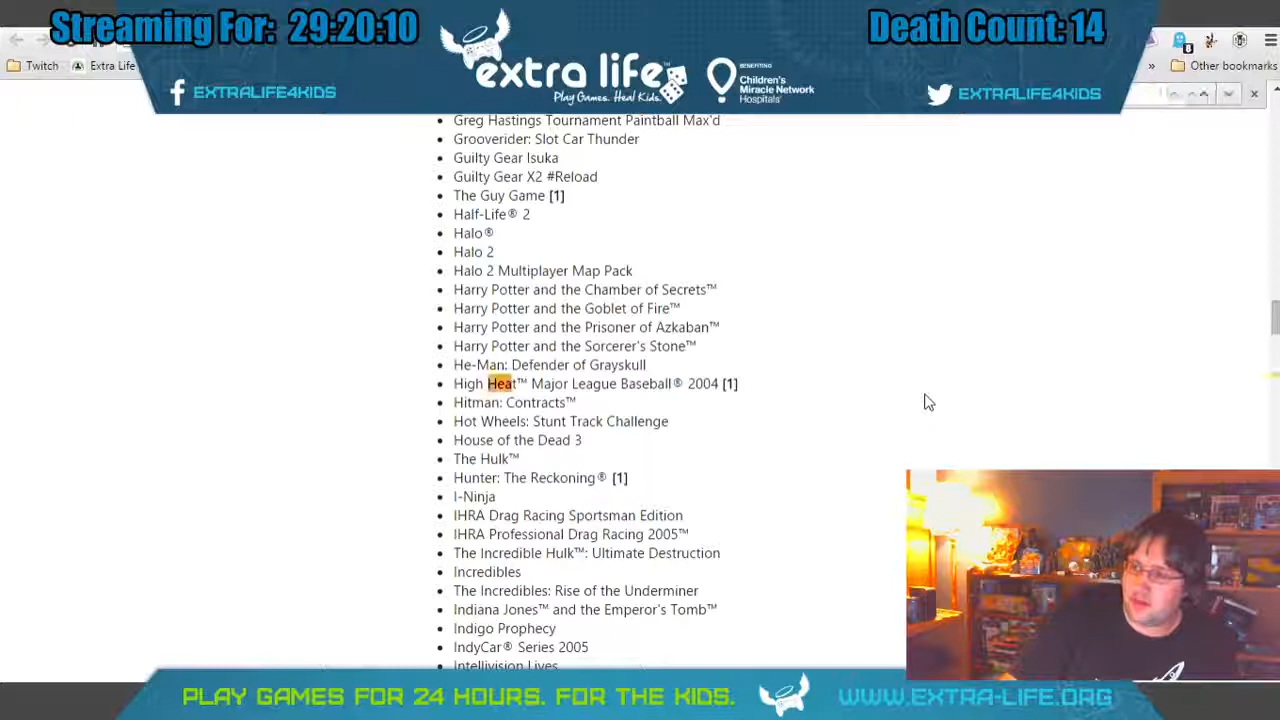 Streaming For: 29:20:10
Death Count: 14
Twitch
Extra Life
extra life
Play Games. Heal Kids.
BENEFITING
Children's
Miracle Network
Hospitals
8
»
Other bookmarks
EXTRALIFE4KIDS
EXTRALIFE4KIDS
Greg Hastings Tournament Paintball Max'd
Grooverider: Slot Car Thunder
Guilty Gear Isuka
Guilty Gear X2 #Reload
The Guy Game [1]
Half-Life® 2
Halo®
Halo 2
Halo 2 Multiplayer Map Pack
Harry Potter and the Chamber of Secrets™
Harry Potter and the Goblet of Fire™
Harry Potter and the Prisoner of Azkaban™
Harry Potter and the Sorcerer's Stone™
He-Man: Defender of Grayskull
High Heat™ Major League Baseball® 2004 [1]
Hitman: Contracts™
Hot Wheels: Stunt Track Challenge
House of the Dead 3
The Hulk™
Hunter: The Reckoning® [1]
I-Ninja
IHRA Drag Racing Sportsman Edition
IHRA Professional Drag Racing 2005™
The Incredible Hulk™: Ultimate Destruction
Incredibles
The Incredibles: Rise of the Underminer
Indiana Jones™ and the Emperor's Tomb™
Indigo Prophecy
IndyCar® Series 2005
Intellivision Lives
PLAY GAMES FOR 24 HOURS. FOR THE KIDS.
WWW.EXTRA-LIFE.ORG